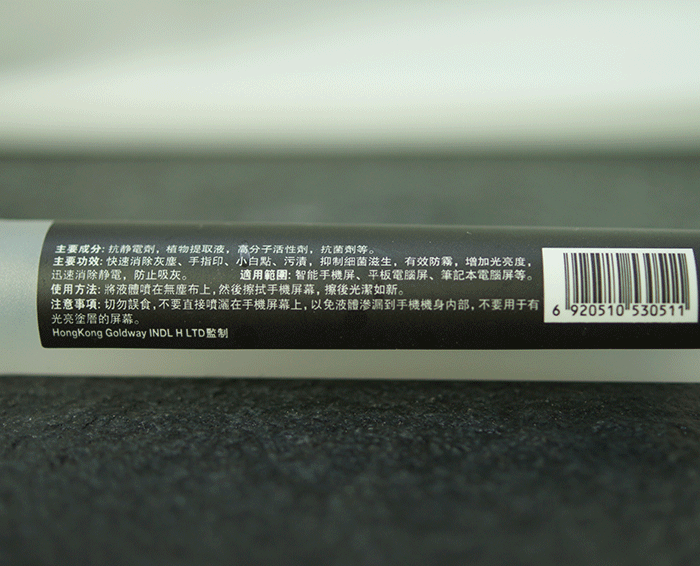 主要成分: 抗静電劑, 植物提取液, 高分子活性劑, 抗菌劑等。
主要功效: 快速消除灰塵、手指印、小白點、污漬, 抑制細菌滋生, 有效防霧, 增加光亮度,
迅速消除静電, 防止吸灰。 適用範圍: 智能手機屏、平板電腦屏、筆記本電腦屏等。
使用方法: 將液體噴在無塵布上, 然後擦拭手機屏幕, 擦後光潔如新。
注意事項: 切勿誤食, 不要直接噴灑在手機屏幕上, 以免液體滲漏到手機機身内部, 不要用于有
光亮塗層的屏幕。
HongKong Goldway INDL H LTD監制
6 920510 530511